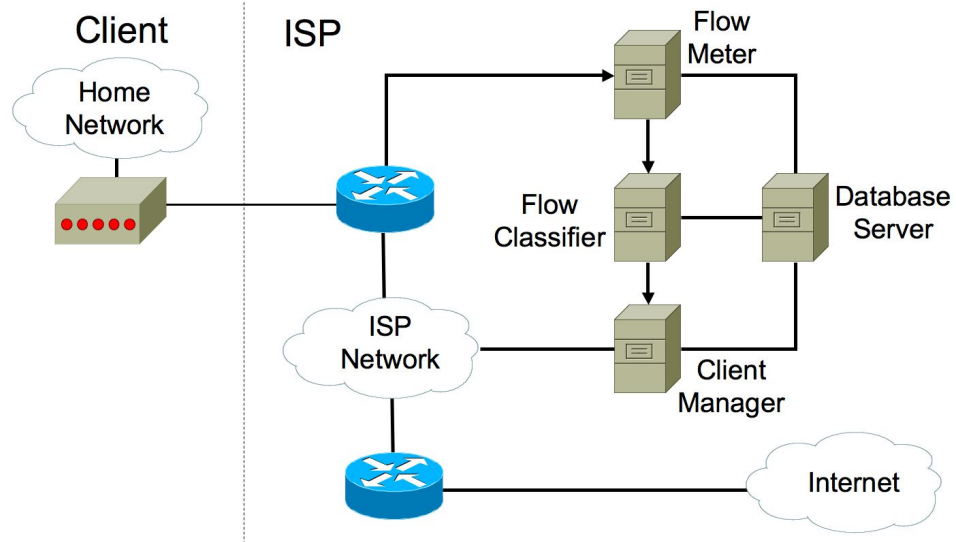 Client
ISP
Home
Network
Flow
Meter
Flow
Classifier
Database
Server
ISP
Network
Client
Manager
Internet